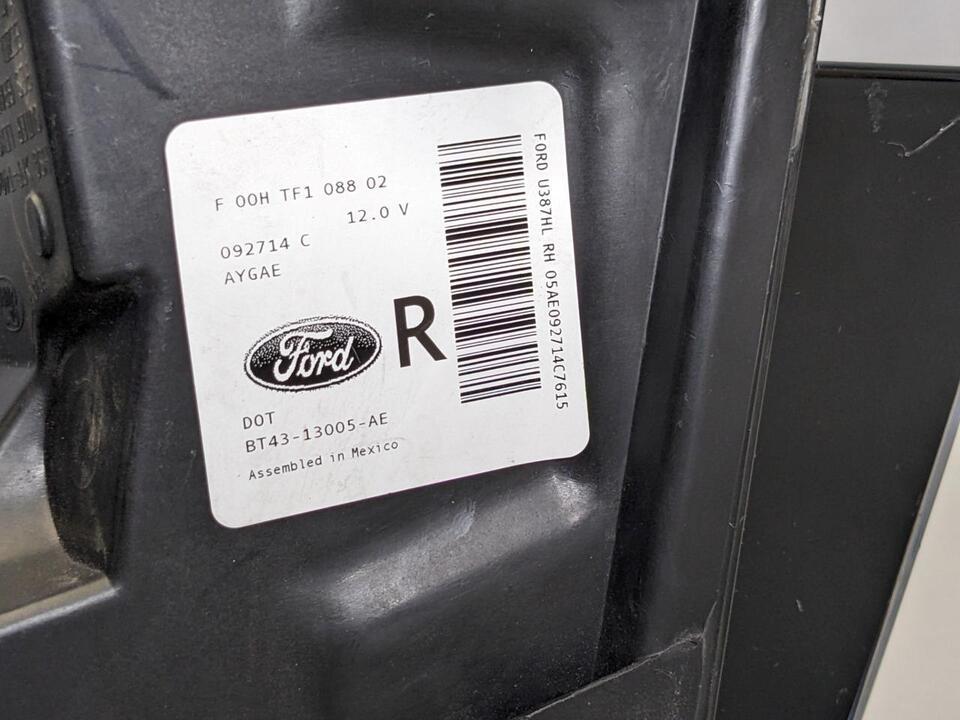 F 00H TF1 088 02
12.0 V
092714 C
AYGAE
Ford
R
DOT
BT43-13005-AE
Assembled in Mexico
FORD U387HL RH 05AE092714C7615